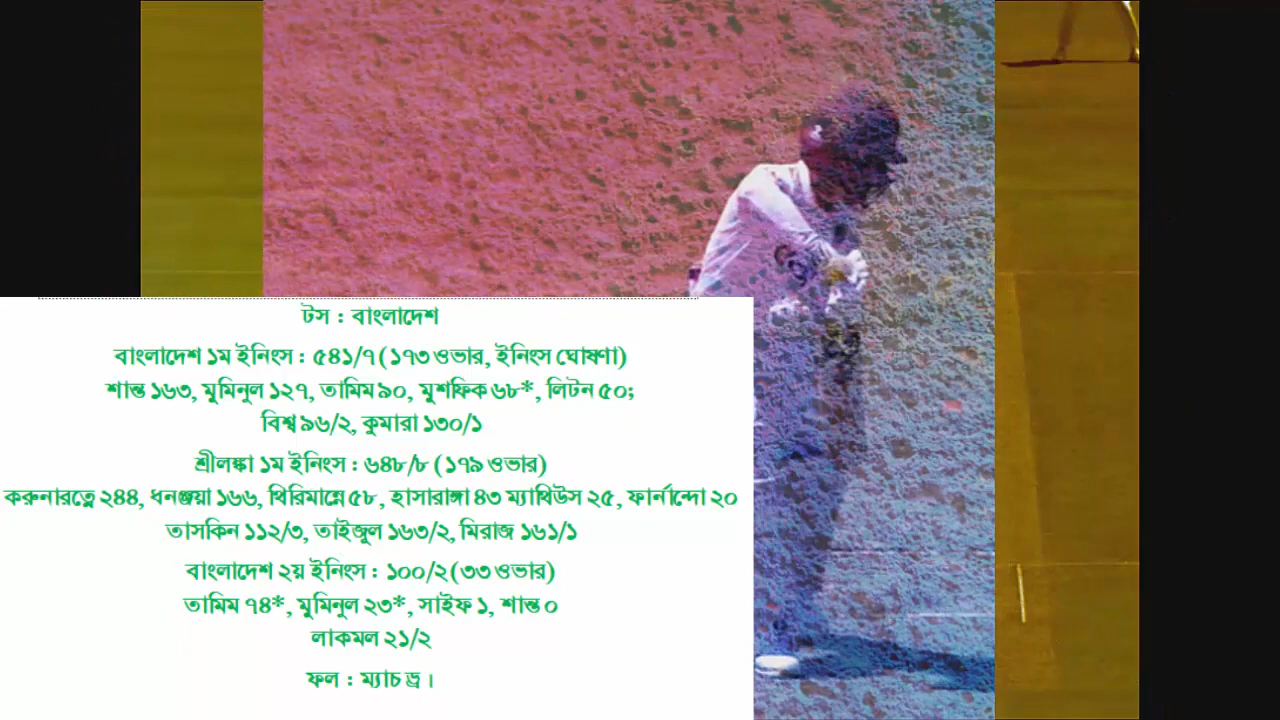 টস : বাংলাদেশ
বাংলাদেশ ১ম ইনিংস : ৫৪১/৭ (১৭৩ ওভার, ইনিংস ঘোষণা)
শান্ত ১৬৩, মুমিনুল ১২৭, তামিম ৯০, মুশফিক ৬৮*, লিটন ৫০;
বিশ্ব ৯৬/২, কুমারা ১৩০/১
শ্রীলঙ্কা ১ম ইনিংস : ৬৪৮/৮ (১৭৯ ওভার)
করুনারত্নে ২৪৪, ধনঞ্জয়া ১৬৬, থিরিমান্নে ৫৮, হাসারাঙ্গা ৪৩ ম্যাথিউস ২৫, ফার্নান্দো ২০
তাসকিন ১১২/৩, তাইজুল ১৬৩/২, মিরাজ ১৬১/১
বাংলাদেশ ২য় ইনিংস : ১০০/২ (৩৩ ওভার)
তামিম ৭৪*, মুমিনুল ২৩*, সাইফ ১, শান্ত ০
লাকমল ২১/২
ফল : ম্যাচ ড্র।